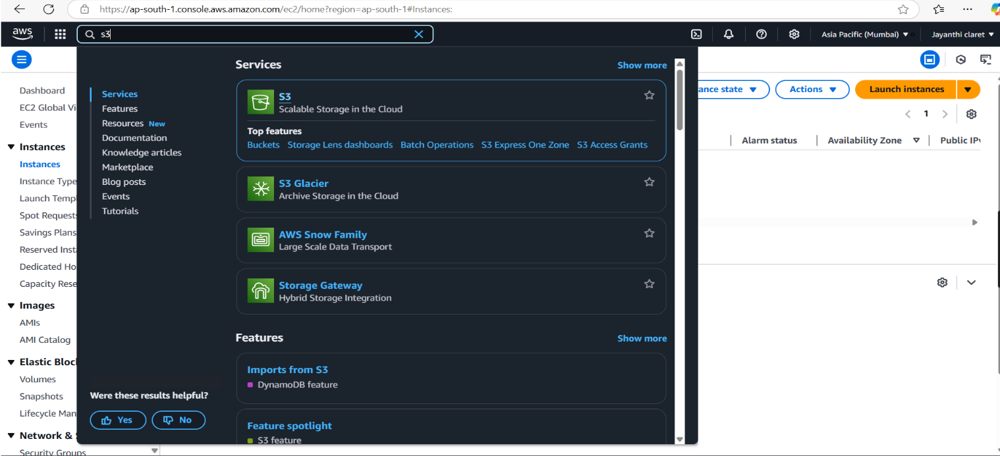 https://ap-south-1.console.aws.amazon.com/ec2/home?region=ap-south-1#Instances:
aws
s3
Asia Pacific (Mumbai)
Jayanthi claret
Dashboard
EC2 Global Vi
Events
Instances
Instances
Instance Type
Launch Templ
Spot Requests
Savings Plans
Reserved Inst
Dedicated Ho
Capacity Rese
Images
AMIs
AMI Catalog
Elastic Block
Volumes
Snapshots
Lifecycle Man
Network & S
Security Groups
Services
Features
Resources New
Documentation
Knowledge articles
Marketplace
Blog posts
Events
Tutorials
Were these results helpful?
Yes
No
Services
Show more
S3
Scalable Storage in the Cloud
Top features
Buckets Storage Lens dashboards Batch Operations S3 Express One Zone S3 Access Grants
S3 Glacier
Archive Storage in the Cloud
AWS Snow Family
Large Scale Data Transport
Storage Gateway
Hybrid Storage Integration
Features
Show more
Imports from S3
DynamoDB feature
Feature spotlight
S3 feature
ance state
Actions
Launch instances
1
Alarm status
Availability Zone
Public IPv